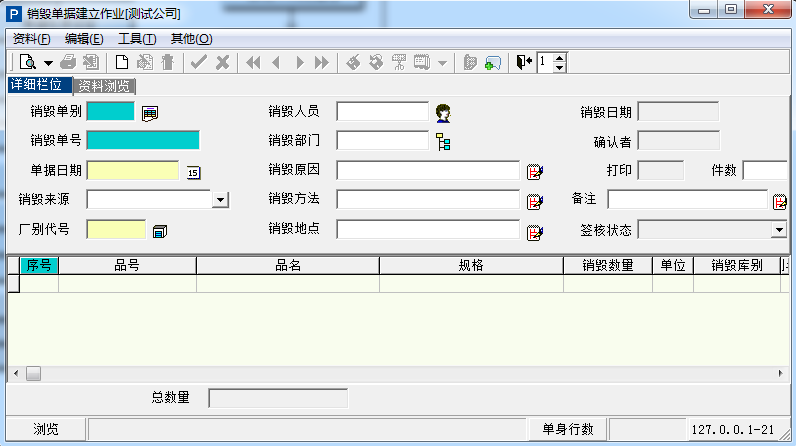 销毁单据建立作业[测试公司]
资料(F) 编辑(E) 工具(T) 其他(O)
1
详细栏位 资料浏览
销毁单别 销毁人员 销毁日期
销毁单号 销毁部门 确认者
单据日期 15 销毁原因 打印 件数
销毁来源 销毁方法 备注
厂别代号 销毁地点 签核状态
序号 品号 品名 规格 销毁数量 单位 销毁库别
总数量
浏览 单身行数 127.0.0.1-21